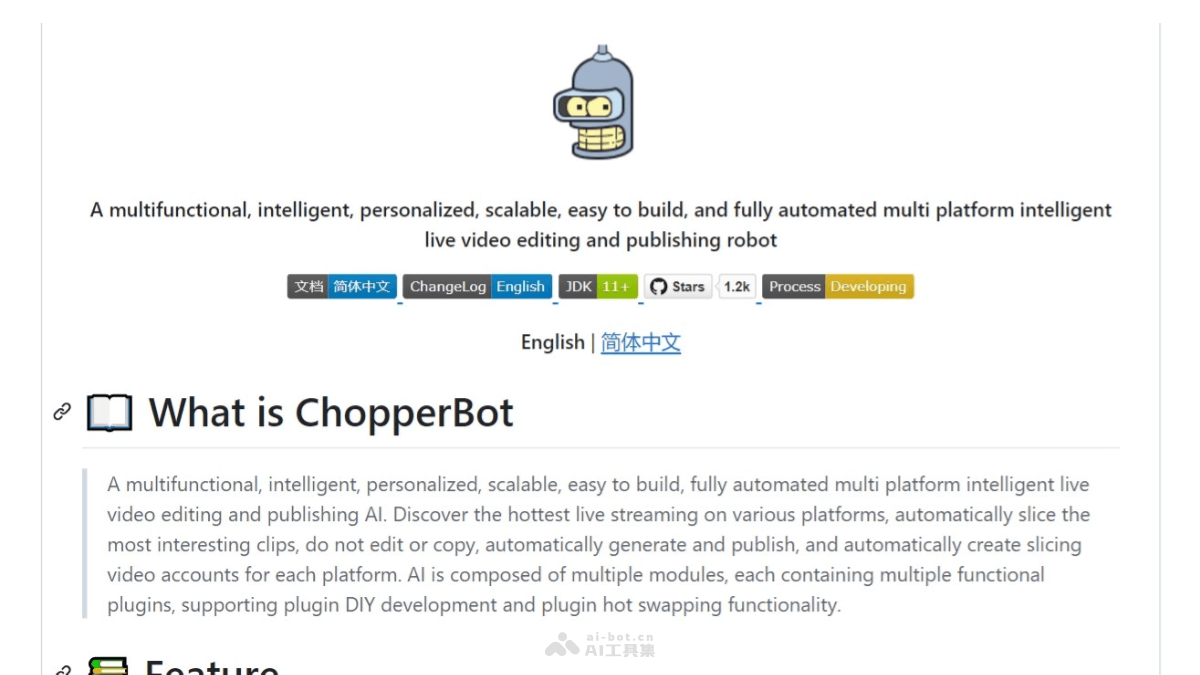 A multifunctional, intelligent, personalized, scalable, easy to build, and fully automated multi platform intelligent
live video editing and publishing robot
文档 简体中文 ChangeLog English JDK 11+ Stars 1.2k Process Developing
English | 简体中文
What is ChopperBot
A multifunctional, intelligent, personalized, scalable, easy to build, fully automated multi platform intelligent live
video editing and publishing AI. Discover the hottest live streaming on various platforms, automatically slice the
most interesting clips, do not edit or copy, automatically generate and publish, and automatically create slicing
video accounts for each platform. AI is composed of multiple modules, each containing multiple functional
plugins, supporting plugin DIY development and plugin hot swapping functionality.
ai-bot.cn
AI工具集
Feature